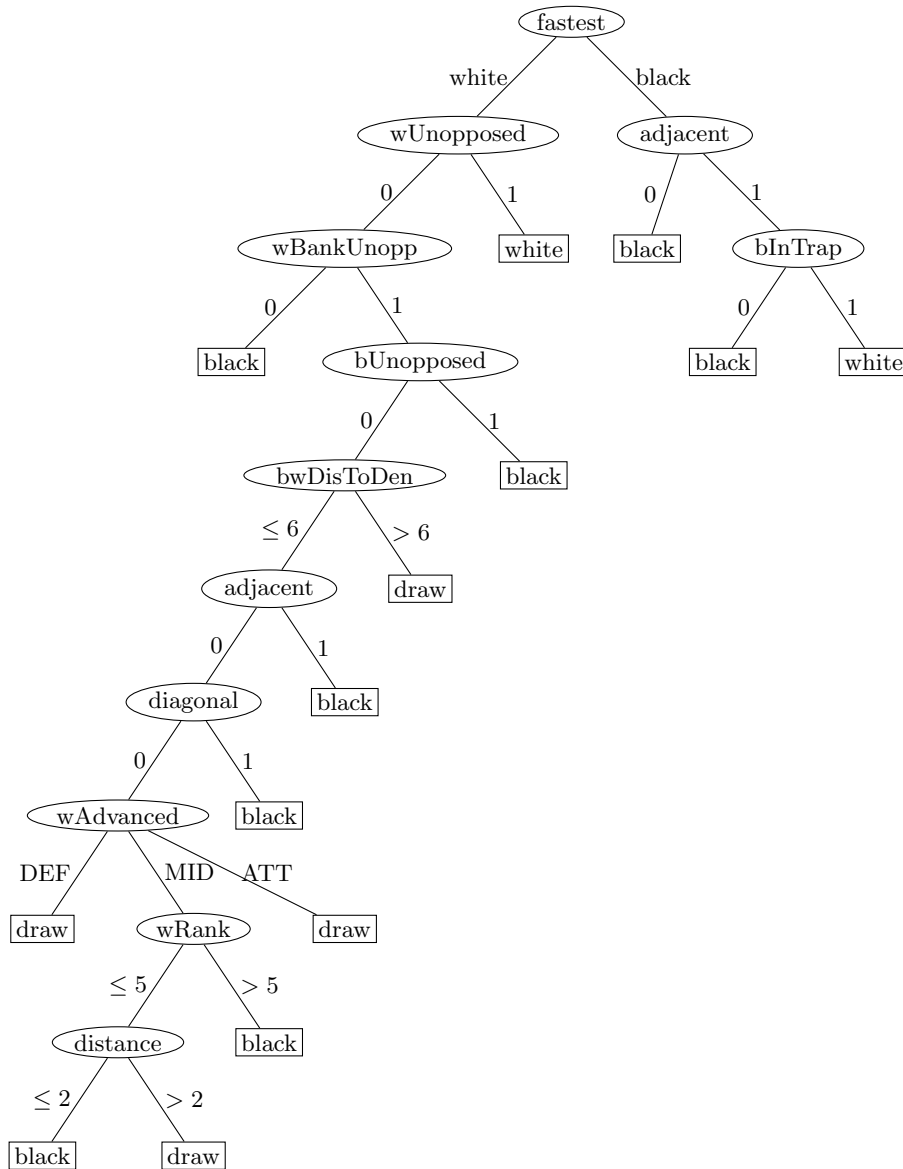 fastest
white black
wUnopposed adjacent
0 1 0 1
wBankUnopp white black bInTrap
0 1 0 1
black bUnopposed black white
0 1
bwDisToDen black
≤ 6 > 6
adjacent draw
0 1
diagonal black
0 1
wAdvanced black
DEF MID ATT
draw wRank draw
≤ 5 > 5
distance black
≤ 2 > 2
black draw